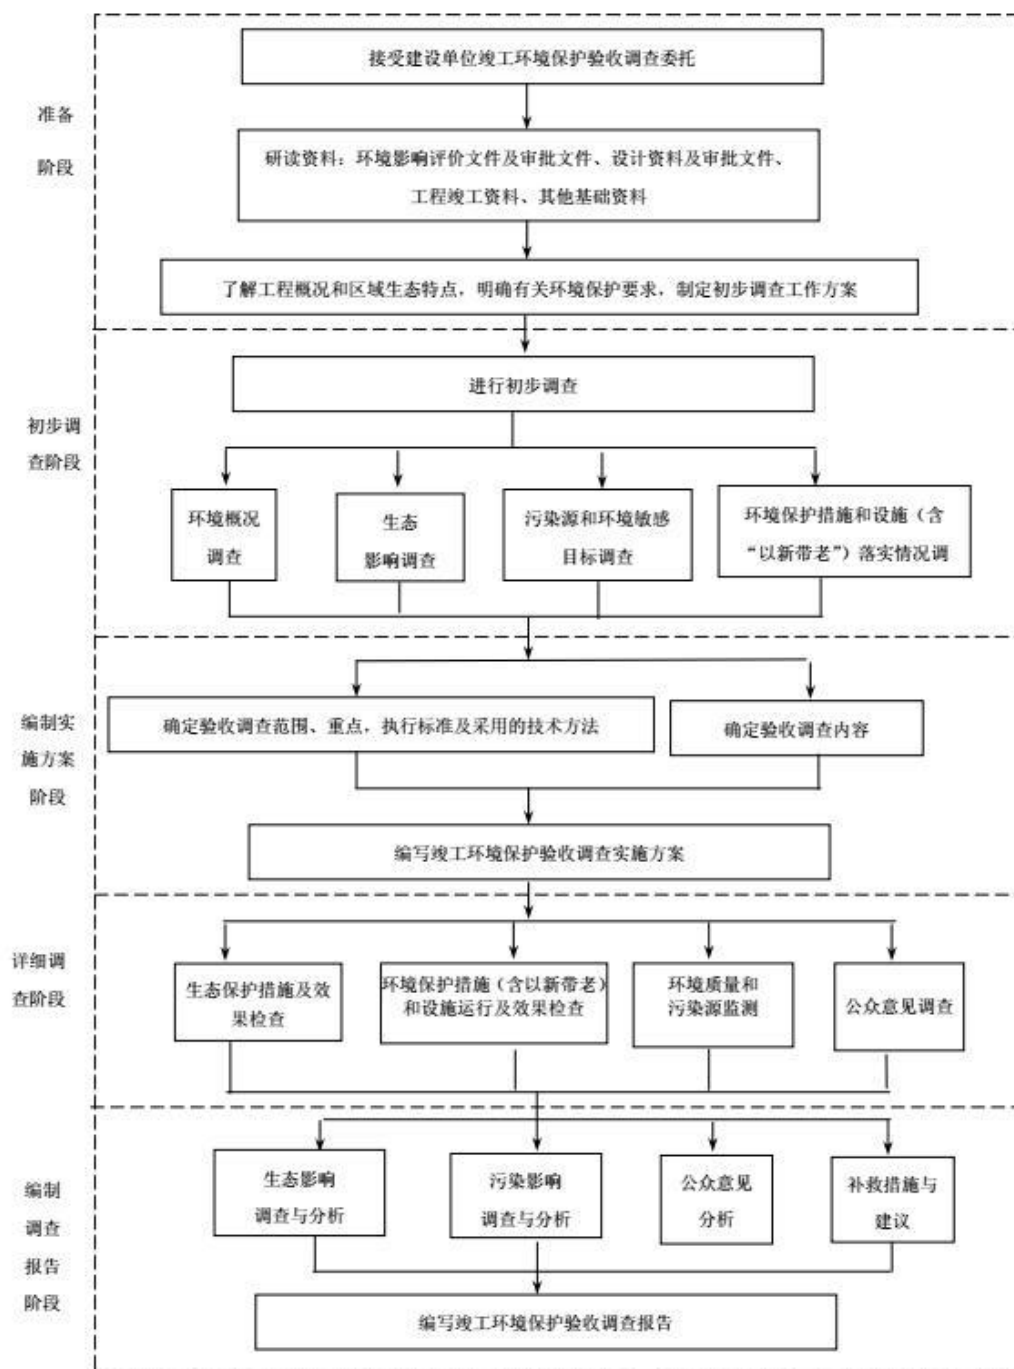 接受建设单位竣工环境保护验收调查委托
准备
阶段
研读资料：环境影响评价文件及审批文件、设计资料及审批文件、
工程竣工资料、其他基础资料
了解工程概况和区域生态特点，明确有关环境保护要求，制定初步调查工作方案
进行初步调查
初步调
查阶段
环境概况
调查
生态
影响调查
污染源和环境敏感
目标调查
环境保护措施和设施（含
“以新带老”）落实情况调
编制实
施方案
阶段
确定验收调查范围、重点，执行标准及采用的技术方法
确定验收调查内容
编写竣工环境保护验收调查实施方案
详细调
查阶段
生态保护措施及效
果检查
环境保护措施（含以新带老）
和设施运行及效果检查
环境质量和
污染源监测
公众意见调查
编制
调查
报告
阶段
生态影响
调查与分析
污染影响
调查与分析
公众意见
分析
补救措施与
建议
编写竣工环境保护验收调查报告